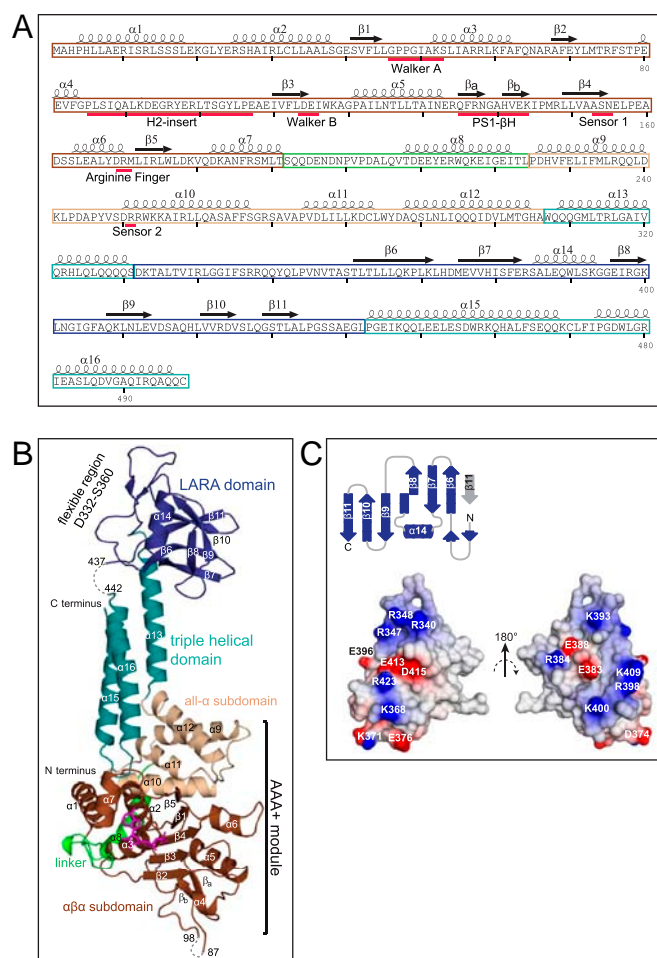 A
α1 α2 β1 α3 β2
MAHPHLLAERISRLSSSLEKGLYERSHAIRLCLLAALSGESVFLLGPPGIAKSLIARRLKFAFQNARAFEYLMTRFSTPE
Walker A 80
α4 β3 α5 βa βb β4
EVFGPLSIQALKDEGRYERLTSGYLPEAEIVFLDEIWKAGPAILNTLLTAINERQFRNGAHVEKIPMRLLVAASNELPEA
H2-insert Walker B PS1-βH Sensor 1 160
α6 β5 α7 α8 α9
DSSLEALYDRMLIRLWLDKVQDKANFRSMLTSQQDENDNPVPDALQVTDEEYERWQKEIGEITLPDHVFELIFMLRQQLD
Arginine Finger 240
α10 α11 α12 α13
KLPDAPYVSDRRWKKAIRLLQASAFFSGRSAVAPVDLILLKDCLWYDAQSLNLIQQQIDVLMTGHAWQQQGMLTRLGAIV
Sensor 2 320
β6 β7 α14 β8
QRHLQLQQQQSDKTALTVIRLGGIFSRRQQYQLPVNVTASTLTLLLQKPLKLHDMEVVHISFERSALEQWLSKGGEIRGK
400
β9 β10 β11 α15
LNGIGFAQKLNLEVDSAQHLVVRDVSLQGSTLALPGSSAEGLPGEIKQQLEELESDWRKQHALFSEQQKCLFIPGDWLGR
480
α16
IEASLQDVGAQIRQAQQC
490
B
flexible region
D332-S360
LARA domain
α14
β11
β10
β6 β8 β9
β7
437
442
C terminus
α13
triple helical
domain
α16
α15
all-α subdomain
α12 α9
α11
N terminus
α10
α7
α1 α2 β5
β1 α6
α8
α3 β4
linker
β3 α5
β2 βa
αβα subdomain
βb α4
98
87
AAA+ module
C
β8 β7 β6 β11
β11 β10 β9
α14
N
C
R348
R340
R347
E396
E413
D415
R423
K368
K371
E376
180°
K393
E388
R384
E383
K409
R398
K400
D374